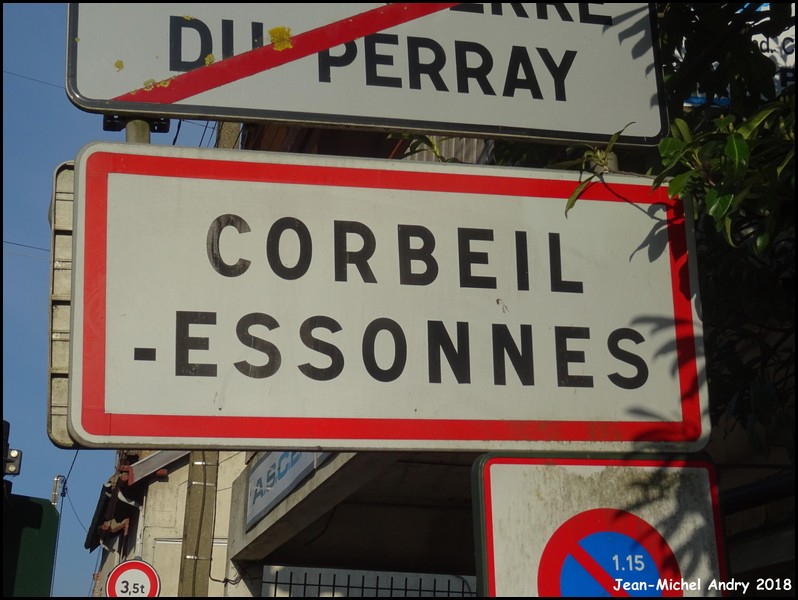 DU PERRAY
CORBEIL
-ESSONNES
3,5t
1.15
Jean-Michel Andry 2018